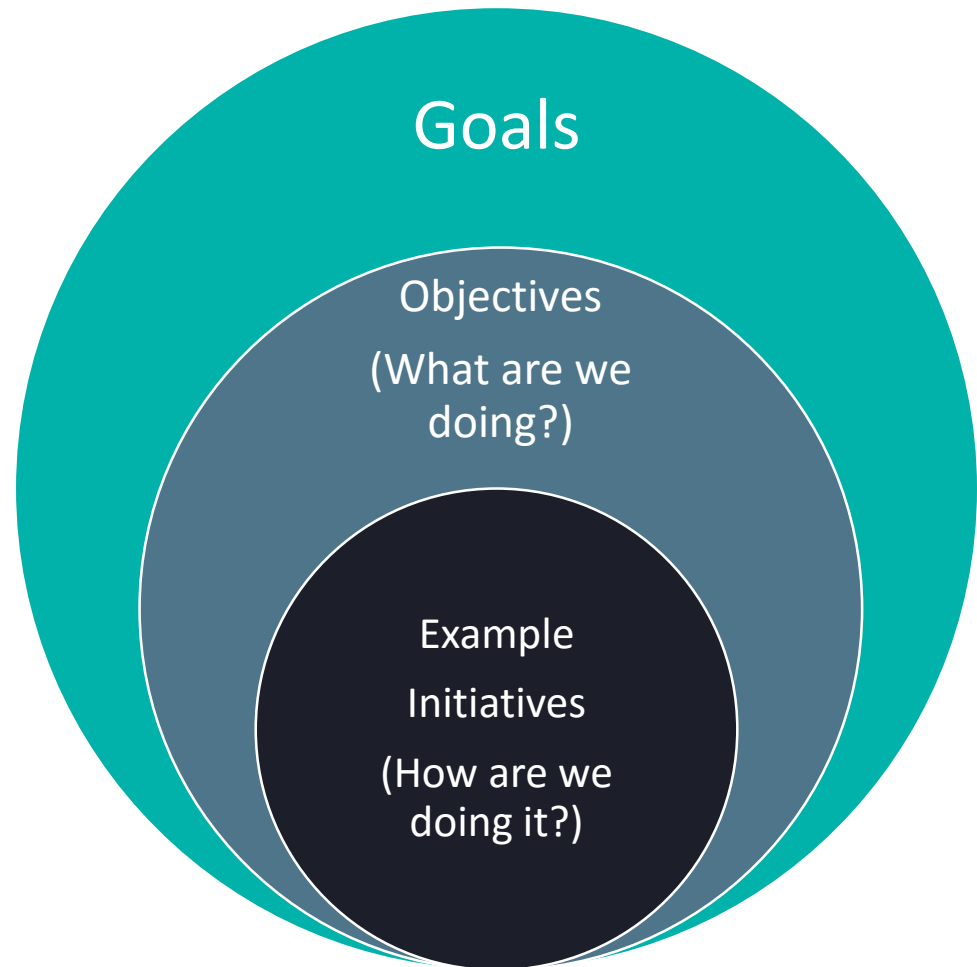 Goals
Objectives
(What are we
doing?)
Example
Initiatives
(How are we
doing it?)